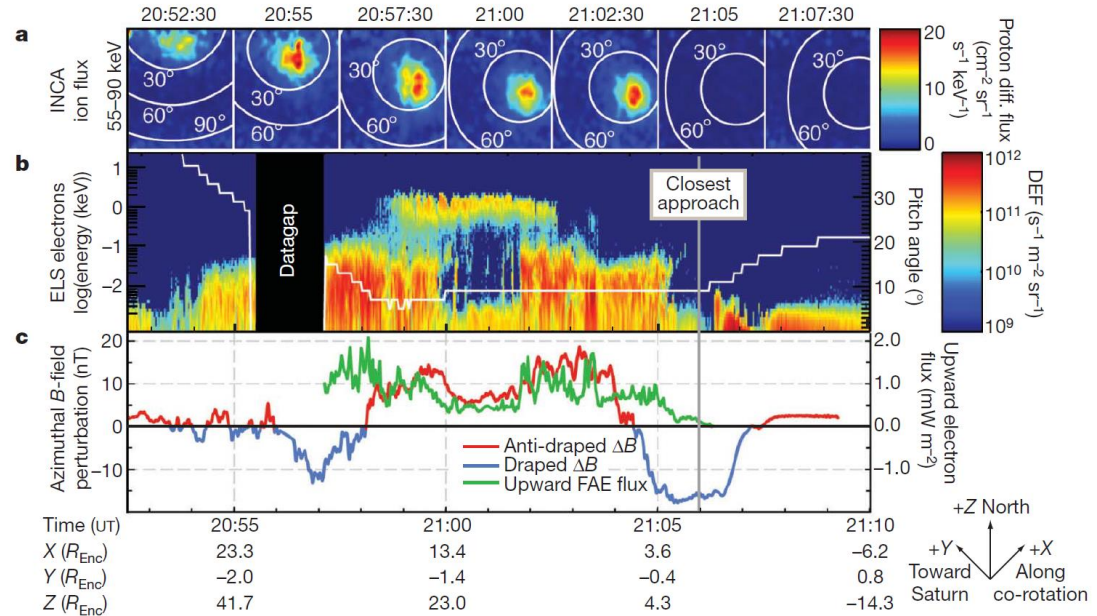 20:52:30 20:55 20:57:30 21:00 21:02:30 21:05 21:07:30
a
INCA
ion flux
55–90 keV
30° 60° 90°
30° 60°
30° 60°
30° 60°
30° 60°
30° 60°
30° 60°
20
10
0
Proton diff. flux
(cm⁻² sr⁻¹
s⁻¹ keV⁻¹)
b
ELS electrons
log(energy (keV))
1
0
−1
−2
Datagap
Closest
approach
30°
20
10
Pitch angle (°)
10¹²
10¹¹
10¹⁰
10⁹
DEF (s⁻¹ m⁻² sr⁻¹)
c
Azimuthal B-field
perturbation (nT)
20
10
0
−10
Anti-draped ΔB
Draped ΔB
Upward FAE flux
2.0
1.0
0.0
−1.0
Upward electron
flux (mW m⁻²)
Time (UT) 20:55 21:00 21:05 21:10
X (R_Enc) 23.3 13.4 3.6 −6.2
Y (R_Enc) −2.0 −1.4 −0.4 0.8
Z (R_Enc) 41.7 23.0 4.3 −14.3
+Z North
+Y +X
Toward Along
Saturn co-rotation